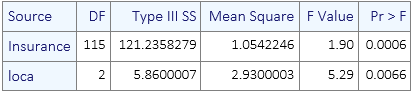 Source DF Type III SS Mean Square F Value Pr > F
Insurance 115 121.2358279 1.0542246 1.90 0.0006
loca 2 5.8600007 2.9300003 5.29 0.0066